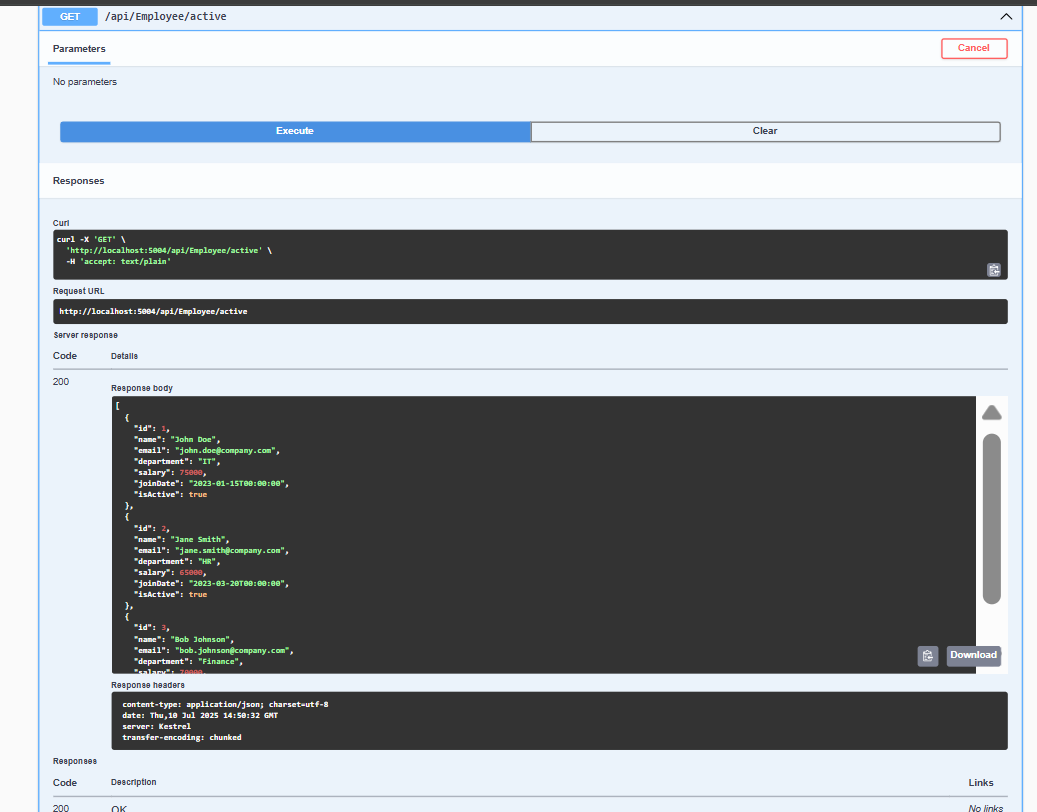 GET /api/Employee/active
Parameters
Cancel
No parameters
Execute
Clear
Responses
Curl
curl -X 'GET' \
'http://localhost:5004/api/Employee/active' \
-H 'accept: text/plain'
Request URL
http://localhost:5004/api/Employee/active
Server response
Code Details
200
Response body
[
{
"id": 1,
"name": "John Doe",
"email": "john.doe@company.com",
"department": "IT",
"salary": 75000,
"joinDate": "2023-01-15T00:00:00",
"isActive": true
},
{
"id": 2,
"name": "Jane Smith",
"email": "jane.smith@company.com",
"department": "HR",
"salary": 65000,
"joinDate": "2023-03-20T00:00:00",
"isActive": true
},
{
"id": 3,
"name": "Bob Johnson",
"email": "bob.johnson@company.com",
"department": "Finance",
"salary": 70000,
Download
Response headers
content-type: application/json; charset=utf-8
date: Thu,10 Jul 2025 14:50:32 GMT
server: Kestrel
transfer-encoding: chunked
Responses
Code Description Links
200 OK No links